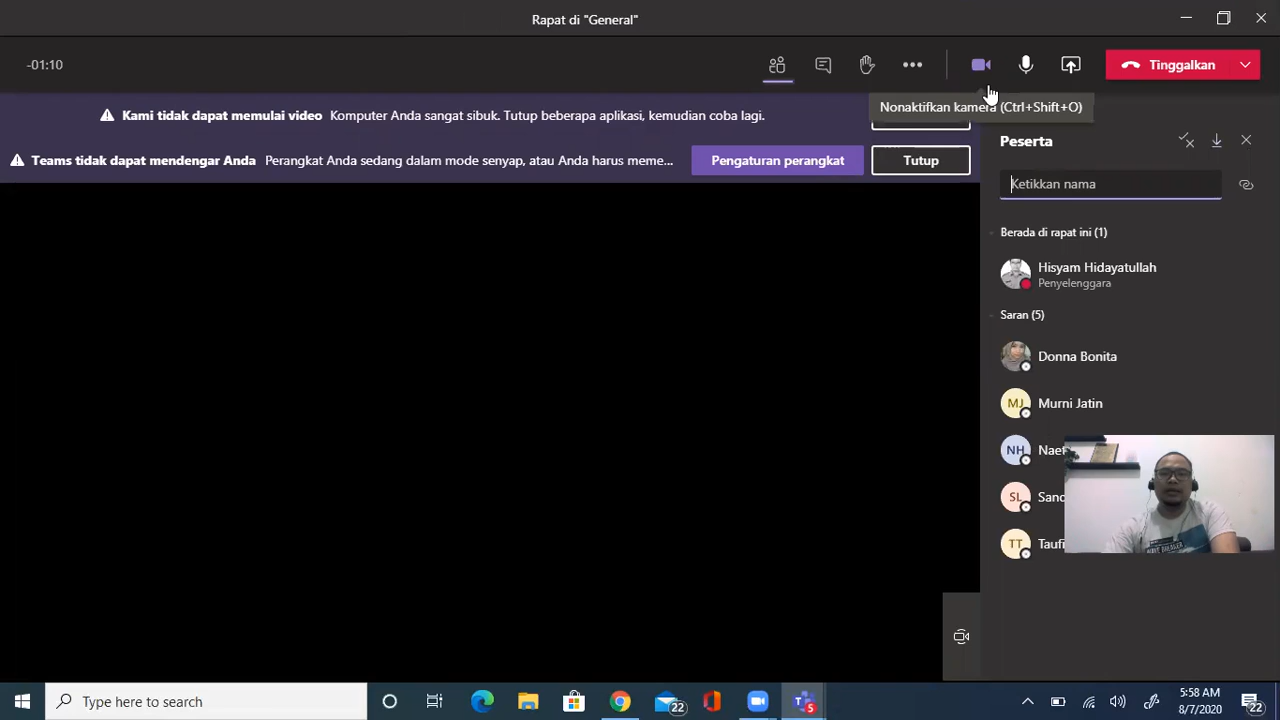 Rapat di "General"
-01:10
Tinggalkan
Nonaktifkan kamera (Ctrl+Shift+O)
Kami tidak dapat memulai video Komputer Anda sangat sibuk. Tutup beberapa aplikasi, kemudian coba lagi.
Teams tidak dapat mendengar Anda Perangkat Anda sedang dalam mode senyap, atau Anda harus meme...
Pengaturan perangkat
Tutup
Peserta
Ketikkan nama
Berada di rapat ini (1)
Hisyam Hidayatullah
Penyelenggara
Saran (5)
Donna Bonita
MJ Murni Jatin
NH
SL
TT
Type here to search
22
5
5:58 AM
8/7/2020
22